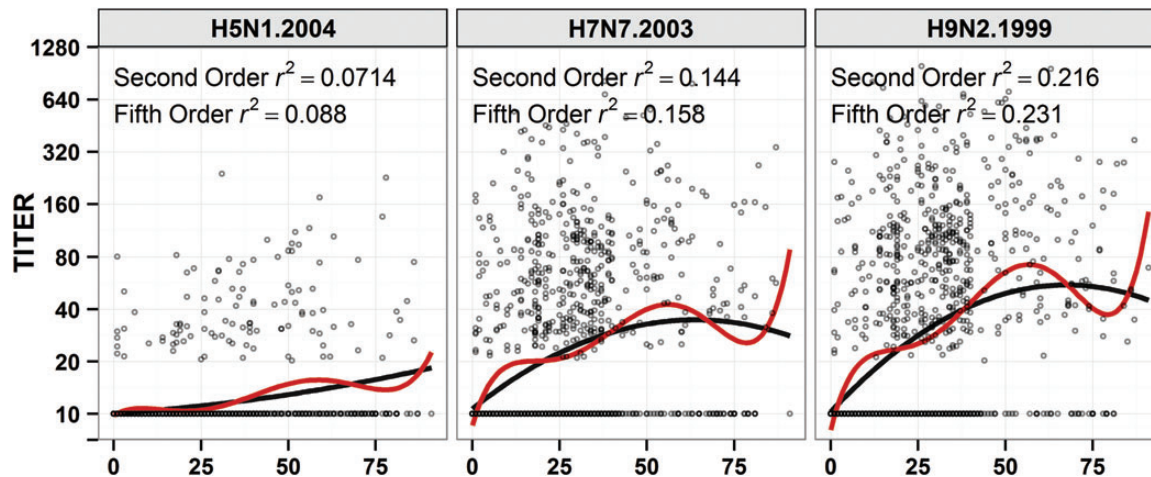 H5N1.2004
H7N7.2003
H9N2.1999
1280
640
320
160
80
40
20
10
TITER
Second Order r² = 0.0714
Fifth Order r² = 0.088
Second Order r² = 0.144
Fifth Order r² = 0.158
Second Order r² = 0.216
Fifth Order r² = 0.231
0 25 50 75
0 25 50 75
0 25 50 75